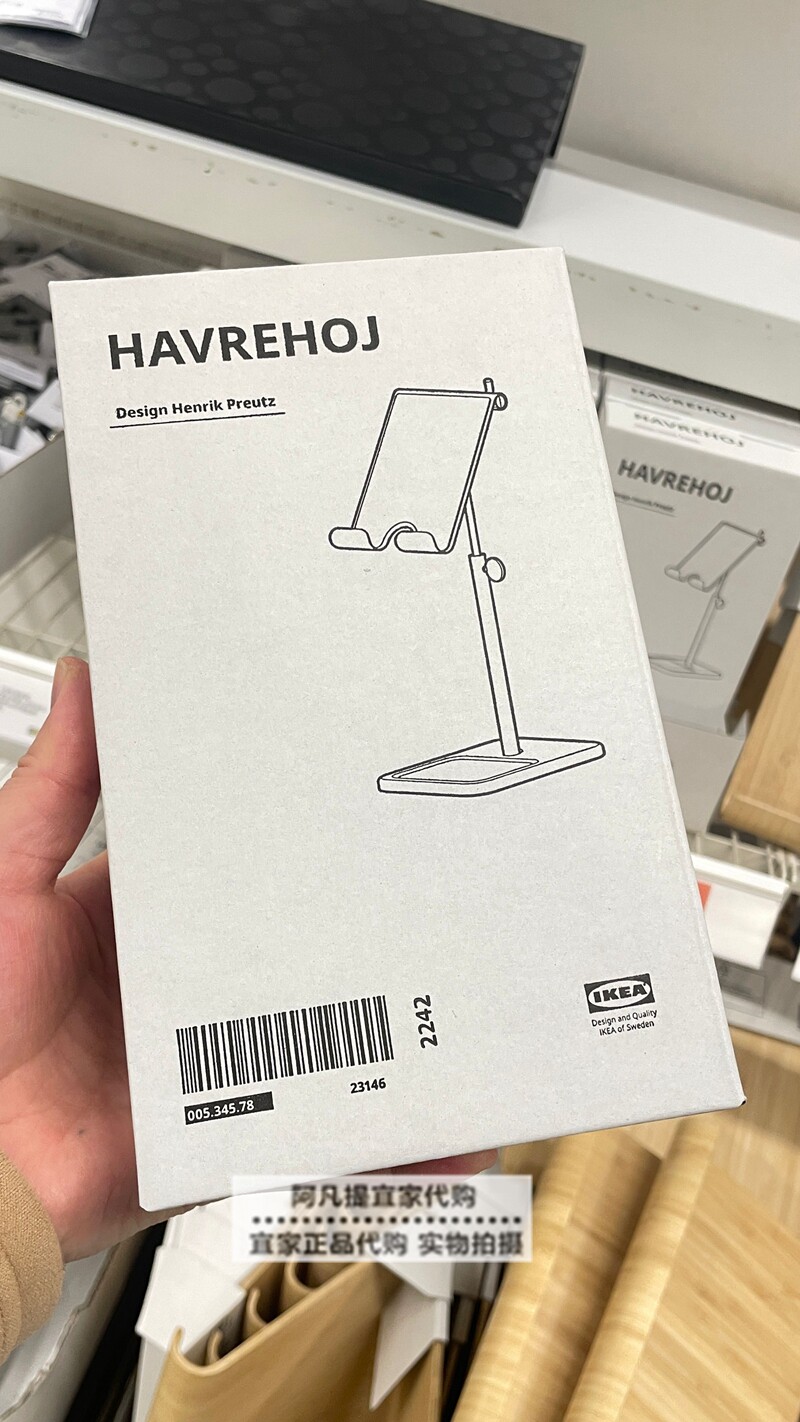 HAVREHOJ
Design Henrik Preutz
HAVREHOJ
HAVREHOJ
2242
23146
005.345.78
IKEA
Design and Quality
IKEA of Sweden
阿凡提宜家代购
宜家正品代购 实物拍摄